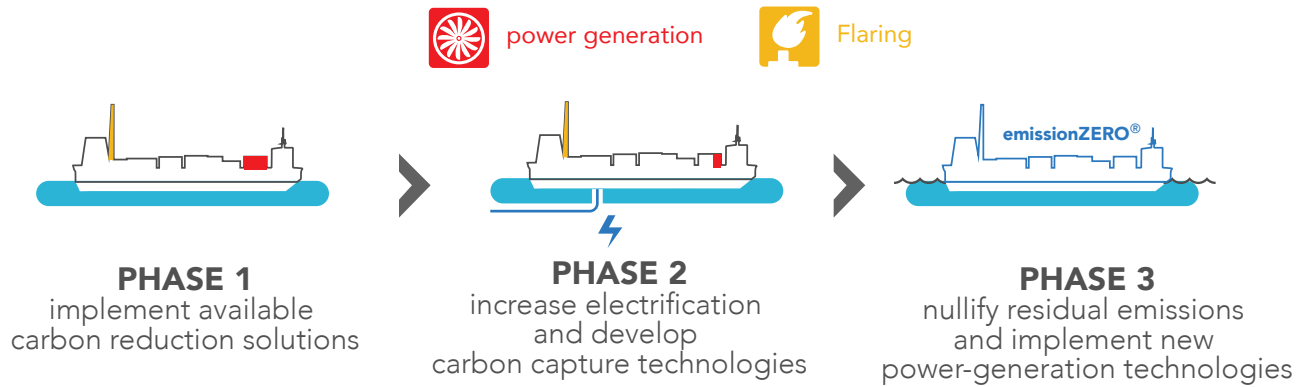 power generation
Flaring
emissionZERO®
PHASE 1
implement available
carbon reduction solutions
PHASE 2
increase electrification
and develop
carbon capture technologies
PHASE 3
nullify residual emissions
and implement new
power-generation technologies